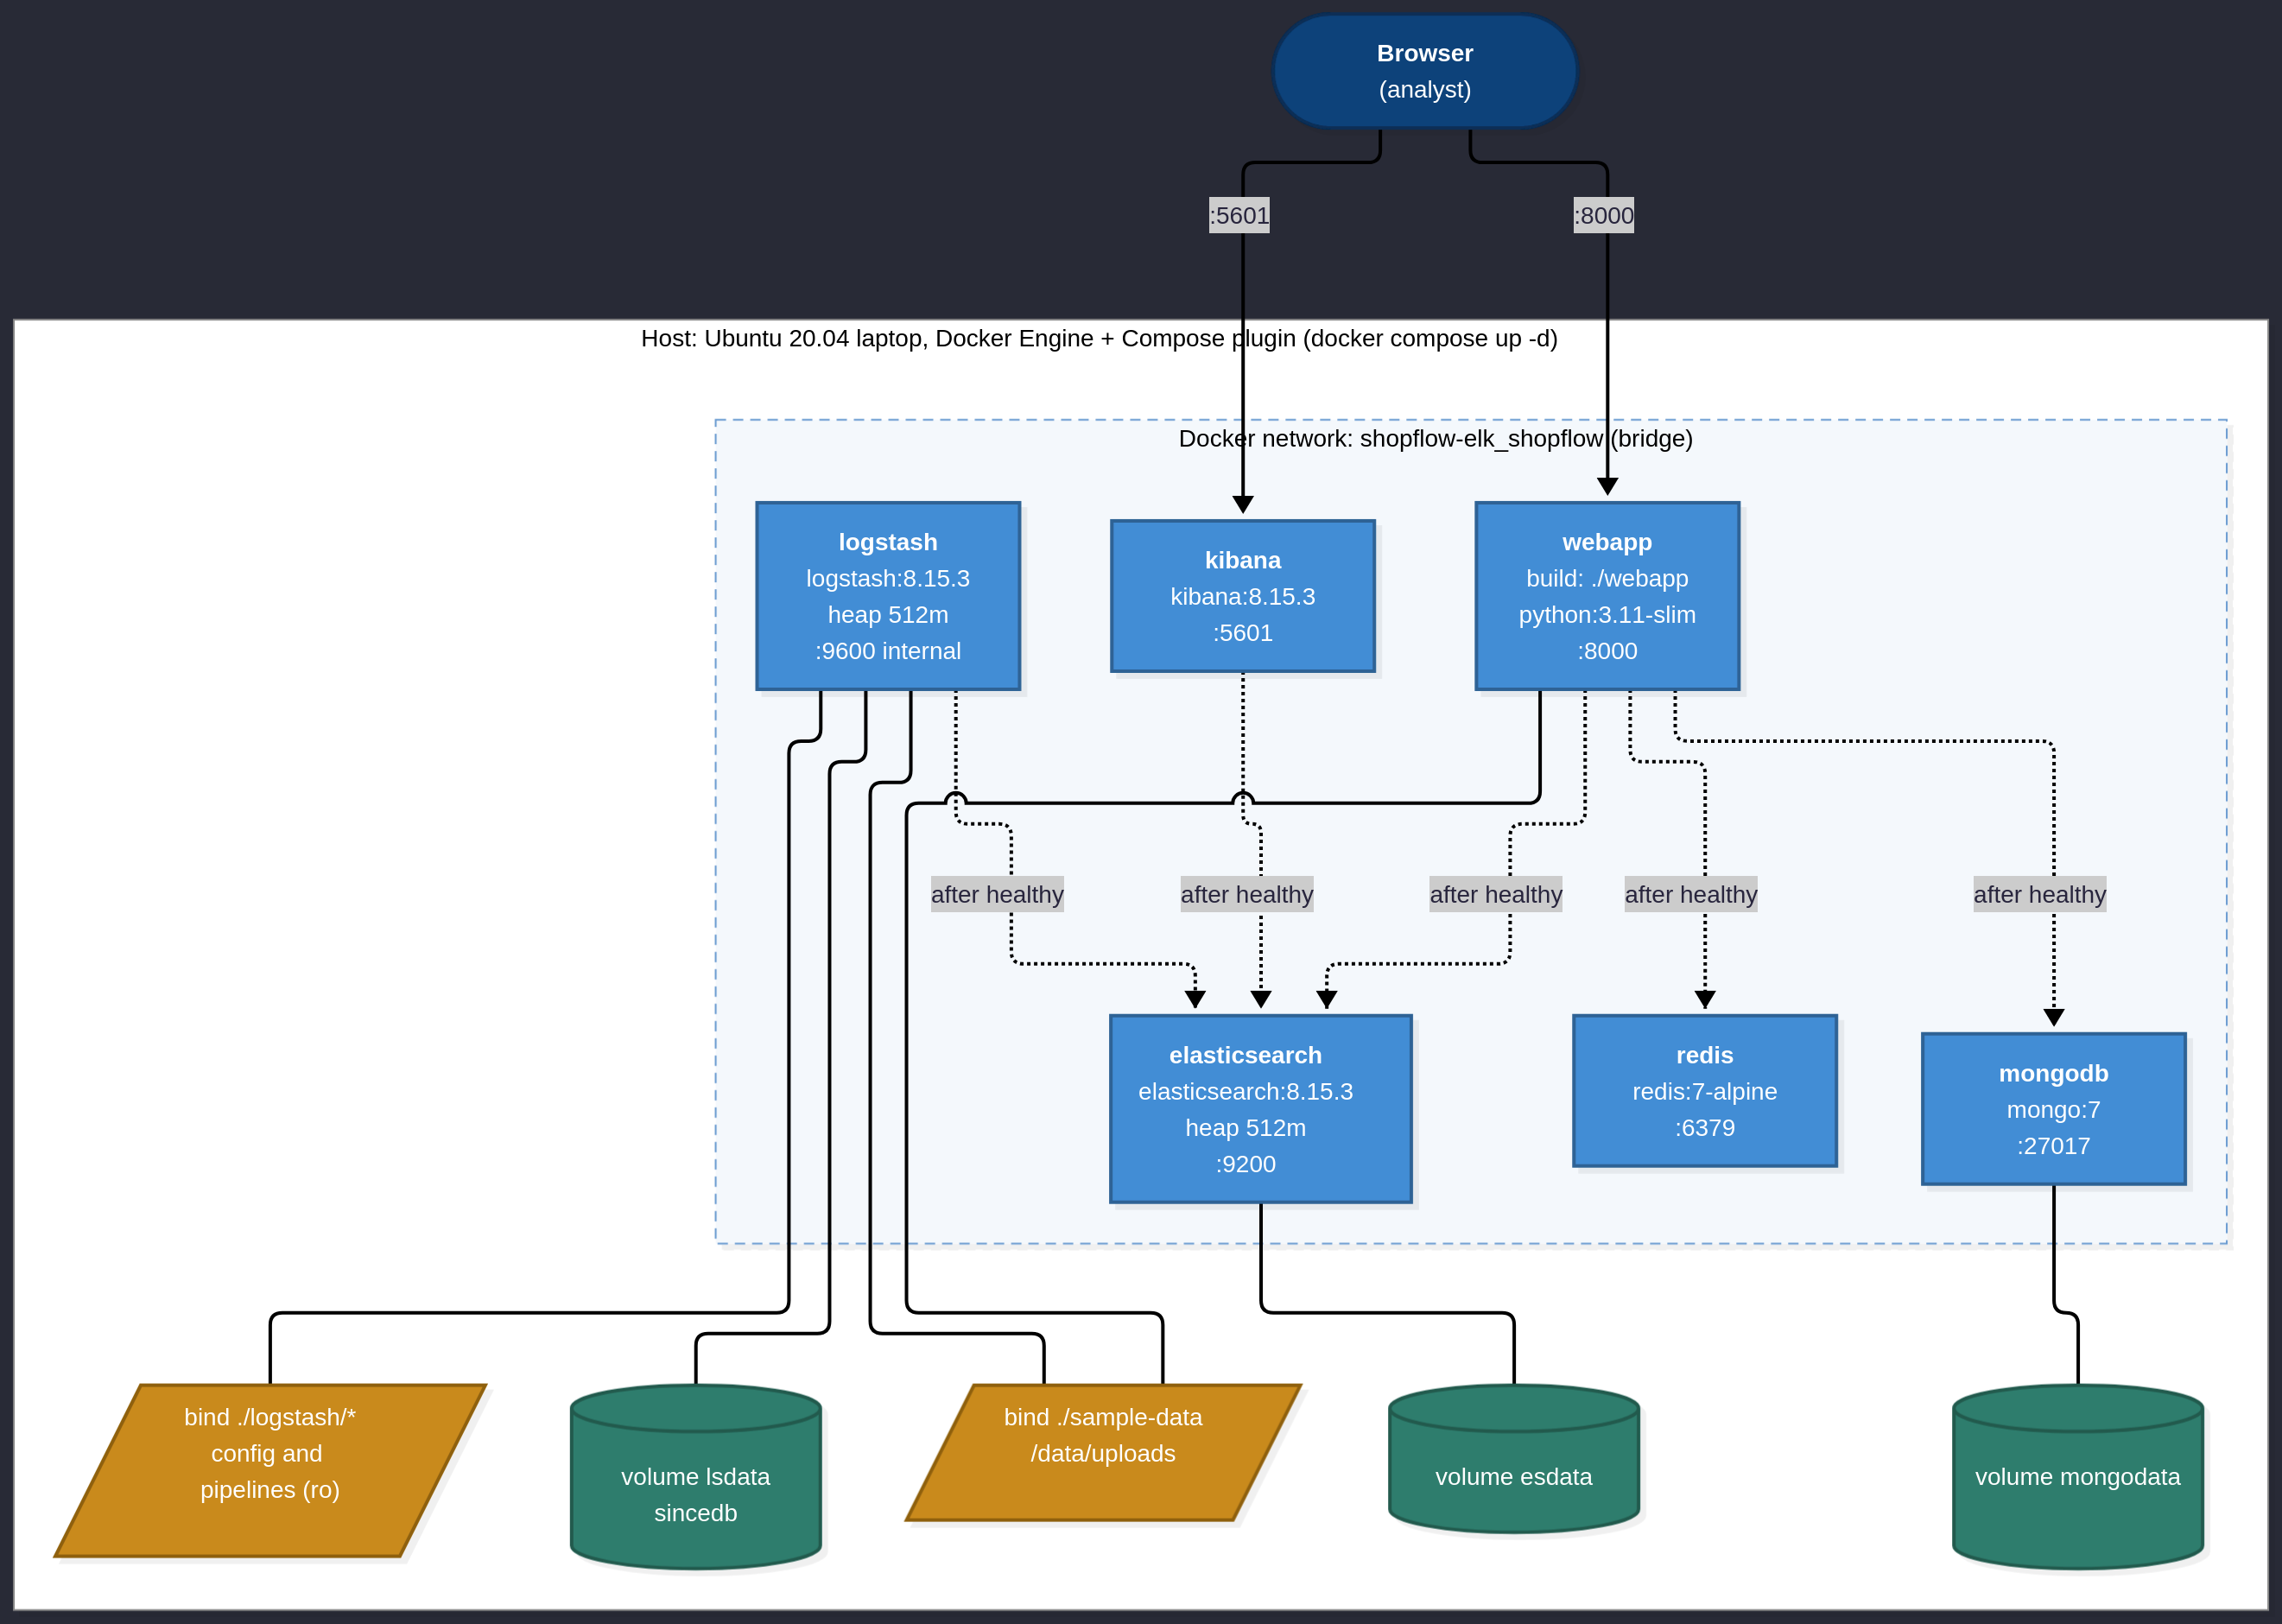 Browser
(analyst)
:5601
:8000
Host: Ubuntu 20.04 laptop, Docker Engine + Compose plugin (docker compose up -d)
Docker network: shopflow-elk_shopflow (bridge)
logstash
logstash:8.15.3
heap 512m
:9600 internal
kibana
kibana:8.15.3
:5601
webapp
build: ./webapp
python:3.11-slim
:8000
after healthy
after healthy
after healthy
after healthy
after healthy
elasticsearch
elasticsearch:8.15.3
heap 512m
:9200
redis
redis:7-alpine
:6379
mongodb
mongo:7
:27017
bind ./logstash/*
config and
pipelines (ro)
volume lsdata
sincedb
bind ./sample-data
/data/uploads
volume esdata
volume mongodata